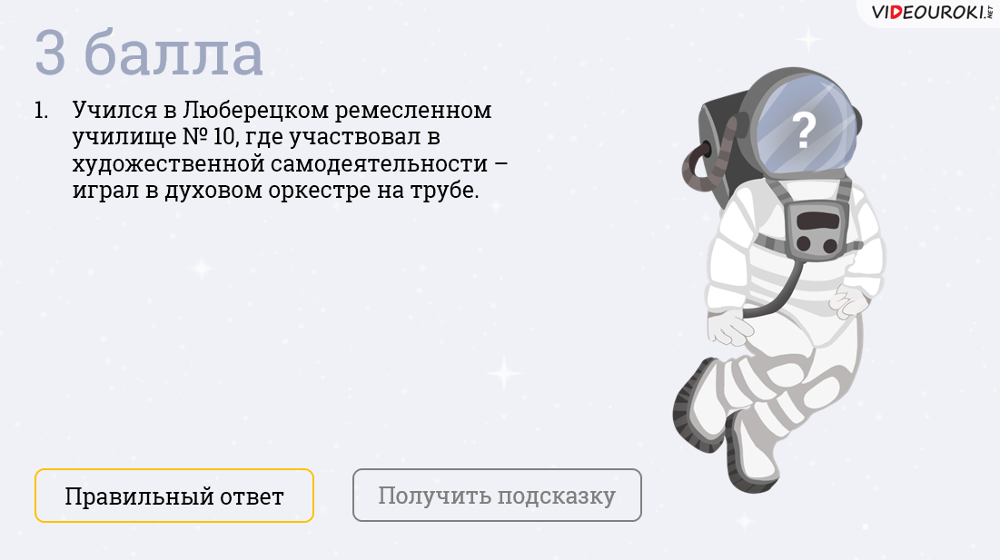 VIDEOUROKI.NET
3 балла
1. Учился в Люберецком ремесленном
училище № 10, где участвовал в
художественной самодеятельности –
играл в духовом оркестре на трубе.
?
Правильный ответ
Получить подсказку